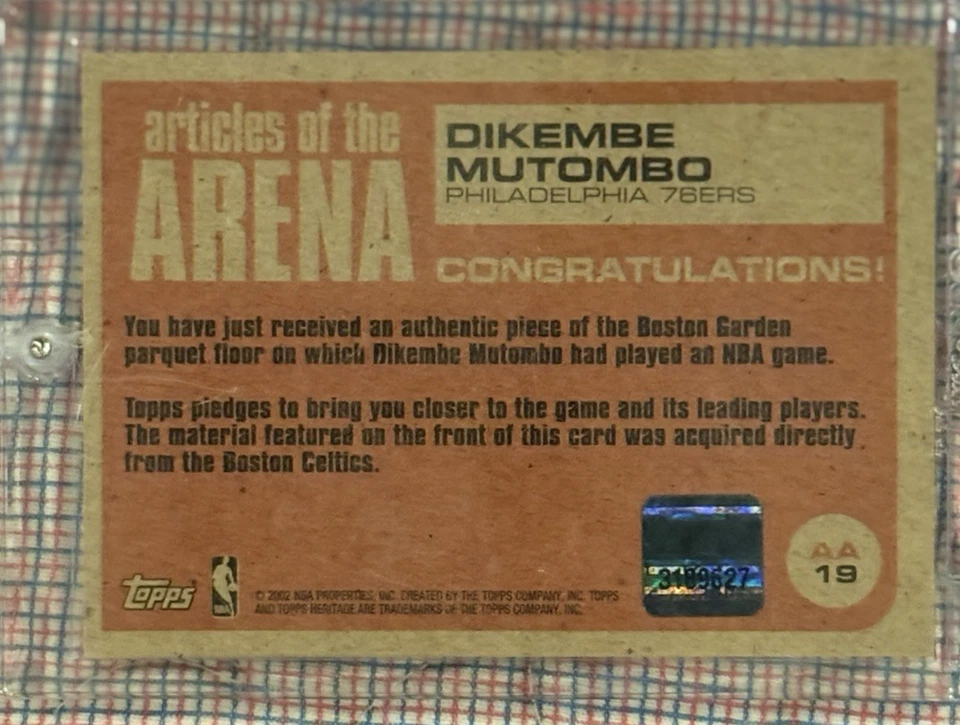 articles of the
ARENA
DIKEMBE
MUTOMBO
PHILADELPHIA 76ERS
CONGRATULATIONS!
You have just received an authentic piece of the Boston Garden
parquet floor on which Dikembe Mutombo had played an NBA game.
Topps pledges to bring you closer to the game and its leading players.
The material featured on the front of this card was acquired directly
from the Boston Celtics.
Topps
NBA
© 2002 NBA PROPERTIES, INC. CREATED BY THE TOPPS COMPANY, INC. TOPPS
AND TOPPS HERITAGE ARE TRADEMARKS OF THE TOPPS COMPANY, INC.
AA
19